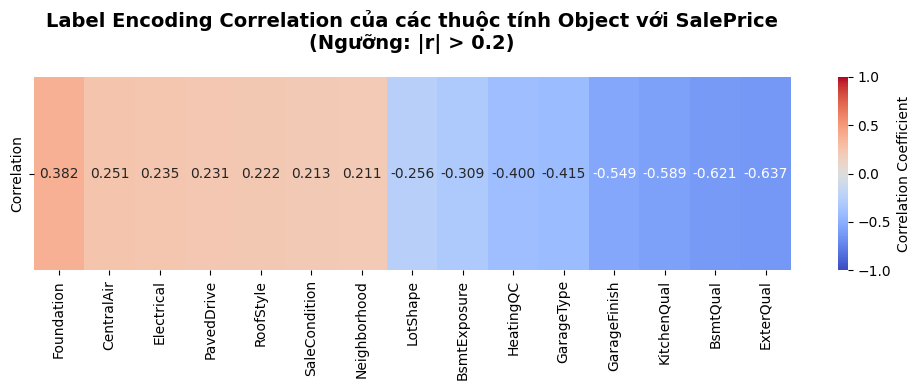 Label Encoding Correlation của các thuộc tính Object với SalePrice
(Ngưỡng: |r| > 0.2)
Correlation
0.382 0.251 0.235 0.231 0.222 0.213 0.211 -0.256 -0.309 -0.400 -0.415 -0.549 -0.589 -0.621 -0.637
Foundation
CentralAir
Electrical
PavedDrive
RoofStyle
SaleCondition
Neighborhood
LotShape
BsmtExposure
HeatingQC
GarageType
GarageFinish
KitchenQual
BsmtQual
ExterQual
1.0
0.5
0.0
−0.5
−1.0
Correlation Coefficient